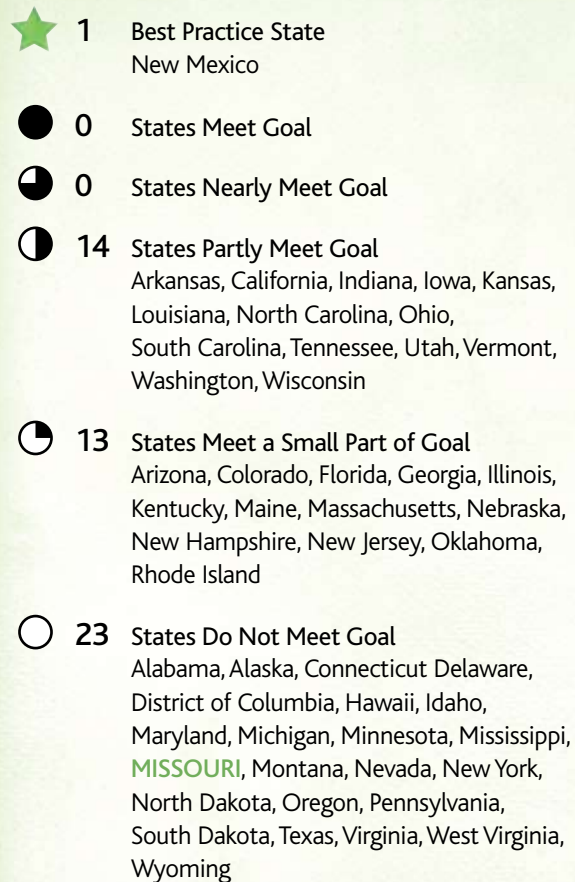 1 Best Practice State
New Mexico
0 States Meet Goal
0 States Nearly Meet Goal
14 States Partly Meet Goal
Arkansas, California, Indiana, Iowa, Kansas,
Louisiana, North Carolina, Ohio,
South Carolina, Tennessee, Utah, Vermont,
Washington, Wisconsin
13 States Meet a Small Part of Goal
Arizona, Colorado, Florida, Georgia, Illinois,
Kentucky, Maine, Massachusetts, Nebraska,
New Hampshire, New Jersey, Oklahoma,
Rhode Island
23 States Do Not Meet Goal
Alabama, Alaska, Connecticut Delaware,
District of Columbia, Hawaii, Idaho,
Maryland, Michigan, Minnesota, Mississippi,
MISSOURI, Montana, Nevada, New York,
North Dakota, Oregon, Pennsylvania,
South Dakota, Texas, Virginia, West Virginia,
Wyoming